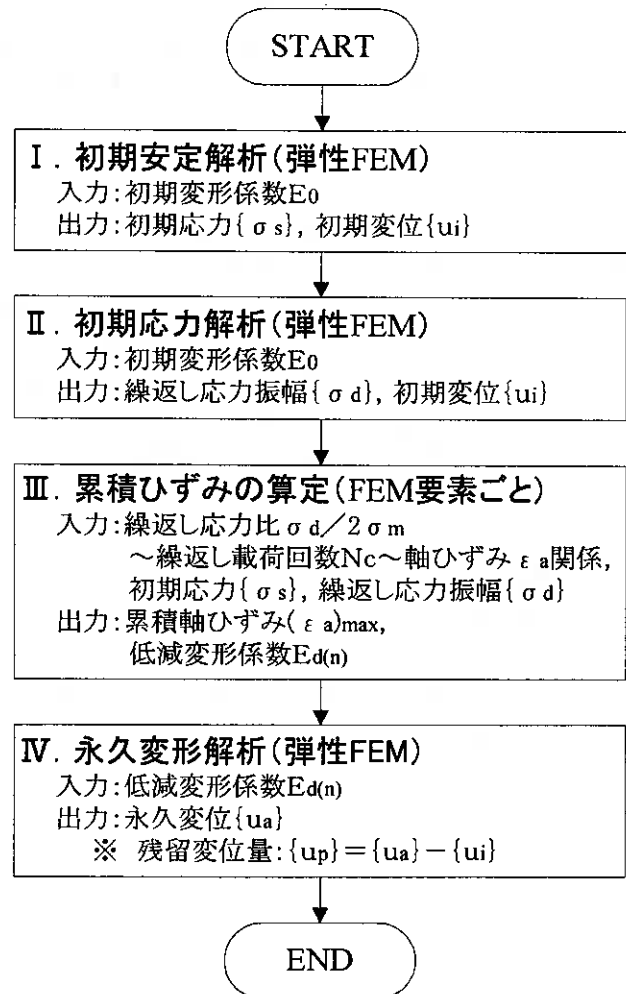 START
Ⅰ. 初期安定解析(弾性FEM)
入力:初期変形係数E0
出力:初期応力{σs}, 初期変位{ui}
Ⅱ. 初期応力解析(弾性FEM)
入力:初期変形係数E0
出力:繰返し応力振幅{σd}, 初期変位{ui}
Ⅲ. 累積ひずみの算定(FEM要素ごと)
入力:繰返し応力比σd/2σm
～繰返し載荷回数Nc～軸ひずみεa関係,
初期応力{σs}, 繰返し応力振幅{σd}
出力:累積軸ひずみ(εa)max,
低減変形係数Ed(n)
Ⅳ. 永久変形解析(弾性FEM)
入力:低減変形係数Ed(n)
出力:永久変位{ua}
※ 残留変位量:{up}={ua}-{ui}
END